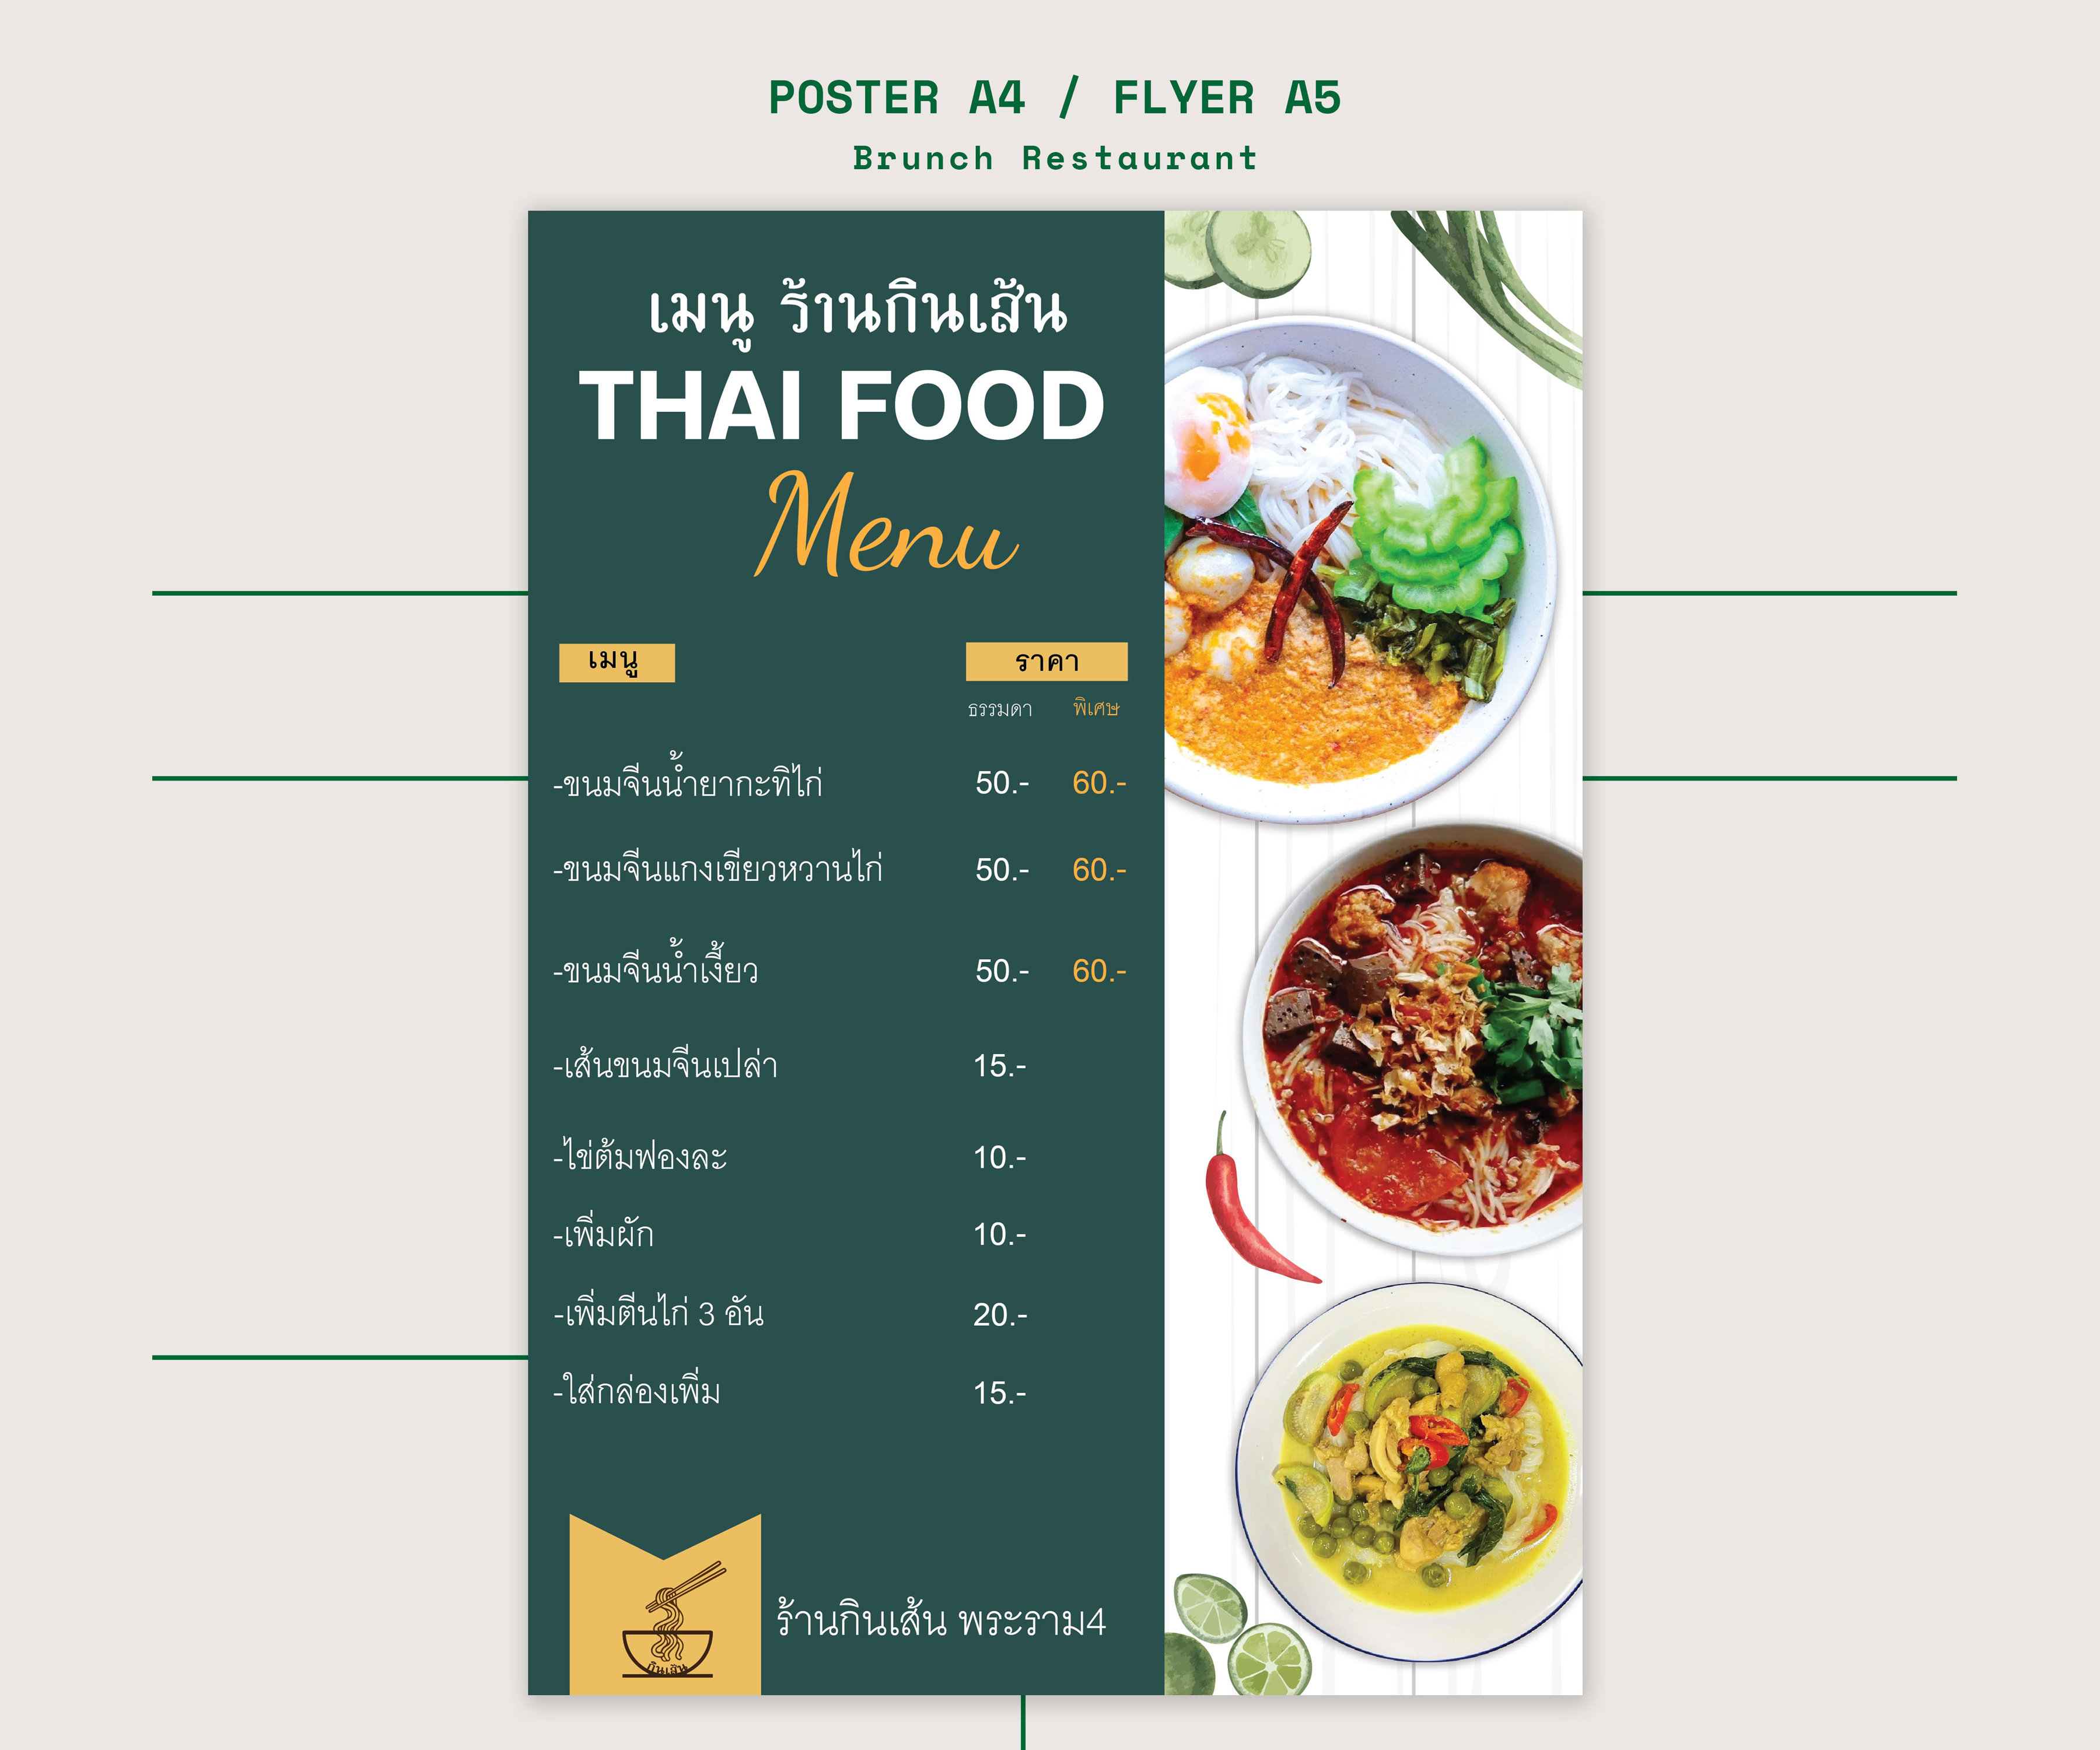 POSTER A4 / FLYER A5
Brunch Restaurant
เมนู ร้านกินเส้น
THAI FOOD
Menu
เมนู ราคา
ธรรมดา พิเศษ
-ขนมจีนน้ำยากะทิไก่ 50.- 60.-
-ขนมจีนแกงเขียวหวานไก่ 50.- 60.-
-ขนมจีนน้ำเงี้ยว 50.- 60.-
-เส้นขนมจีนเปล่า 15.-
-ไข่ต้มฟองละ 10.-
-เพิ่มผัก 10.-
-เพิ่มตีนไก่ 3 อัน 20.-
-ใส่กล่องเพิ่ม 15.-
ร้านกินเส้น พระราม4
กินเส้น